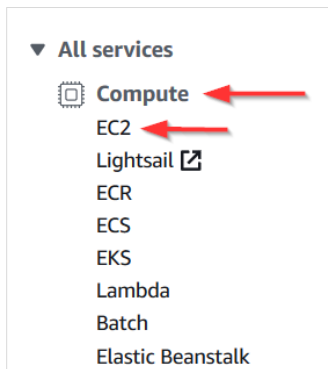 All services
Compute
EC2
Lightsail
ECR
ECS
EKS
Lambda
Batch
Elastic Beanstalk